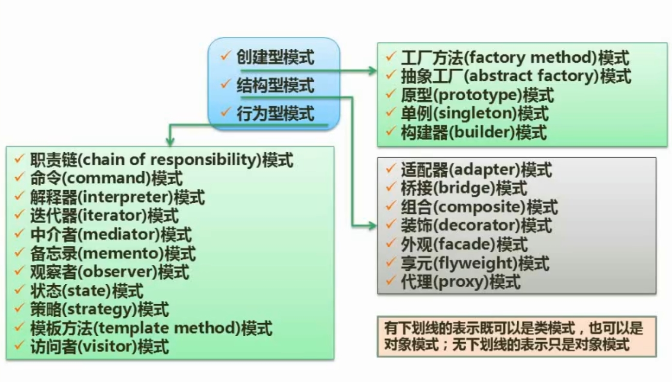 创建型模式
结构型模式
行为型模式
工厂方法(factory method)模式
抽象工厂(abstract factory)模式
原型(prototype)模式
单例(singleton)模式
构建器(builder)模式
职责链(chain of responsibility)模式
命令(command)模式
解释器(interpreter)模式
迭代器(iterator)模式
中介者(mediator)模式
备忘录(memento)模式
观察者(observer)模式
状态(state)模式
策略(strategy)模式
模板方法(template method)模式
访问者(visitor)模式
适配器(adapter)模式
桥接(bridge)模式
组合(composite)模式
装饰(decorator)模式
外观(facade)模式
享元(flyweight)模式
代理(proxy)模式
有下划线的表示既可以是类模式，也可以是
对象模式；无下划线的表示只是对象模式